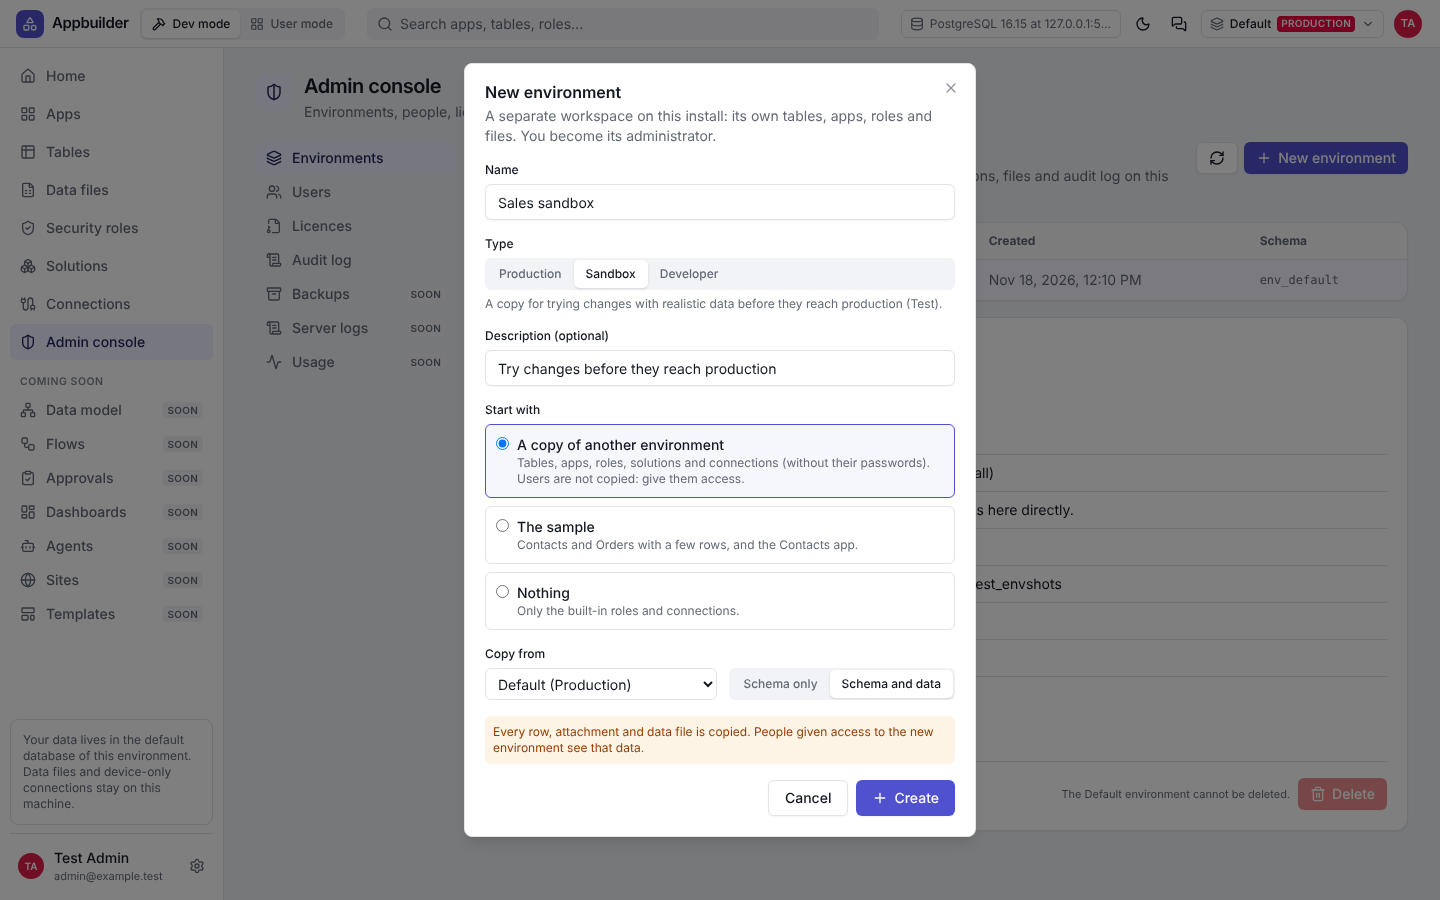 Appbuilder
Dev mode
User mode
Search apps, tables, roles...
PostgreSQL 16.15 at 127.0.0.1:5...
Default PRODUCTION
TA
Home
Apps
Tables
Data files
Security roles
Solutions
Connections
Admin console
COMING SOON
Data model SOON
Flows SOON
Approvals SOON
Dashboards SOON
Agents SOON
Sites SOON
Templates SOON
Your data lives in the default
database of this environment.
Data files and device-only
connections stay on this
machine.
TA
Test Admin
admin@example.test
Admin console
Environments, people, lic
Environments
Users
Licences
Audit log
Backups SOON
Server logs SOON
Usage SOON
New environment
A separate workspace on this install: its own tables, apps, roles and
files. You become its administrator.
Name
Sales sandbox
Type
Production Sandbox Developer
A copy for trying changes with realistic data before they reach production (Test).
Description (optional)
Try changes before they reach production
Start with
A copy of another environment
Tables, apps, roles, solutions and connections (without their passwords).
Users are not copied: give them access.
The sample
Contacts and Orders with a few rows, and the Contacts app.
Nothing
Only the built-in roles and connections.
Copy from
Default (Production)
Schema only Schema and data
Every row, attachment and data file is copied. People given access to the new
environment see that data.
Cancel
Create
New environment
ons, files and audit log on this
Created Schema
Nov 18, 2026, 12:10 PM env_default
all)
s here directly.
est_envshots
The Default environment cannot be deleted.
Delete